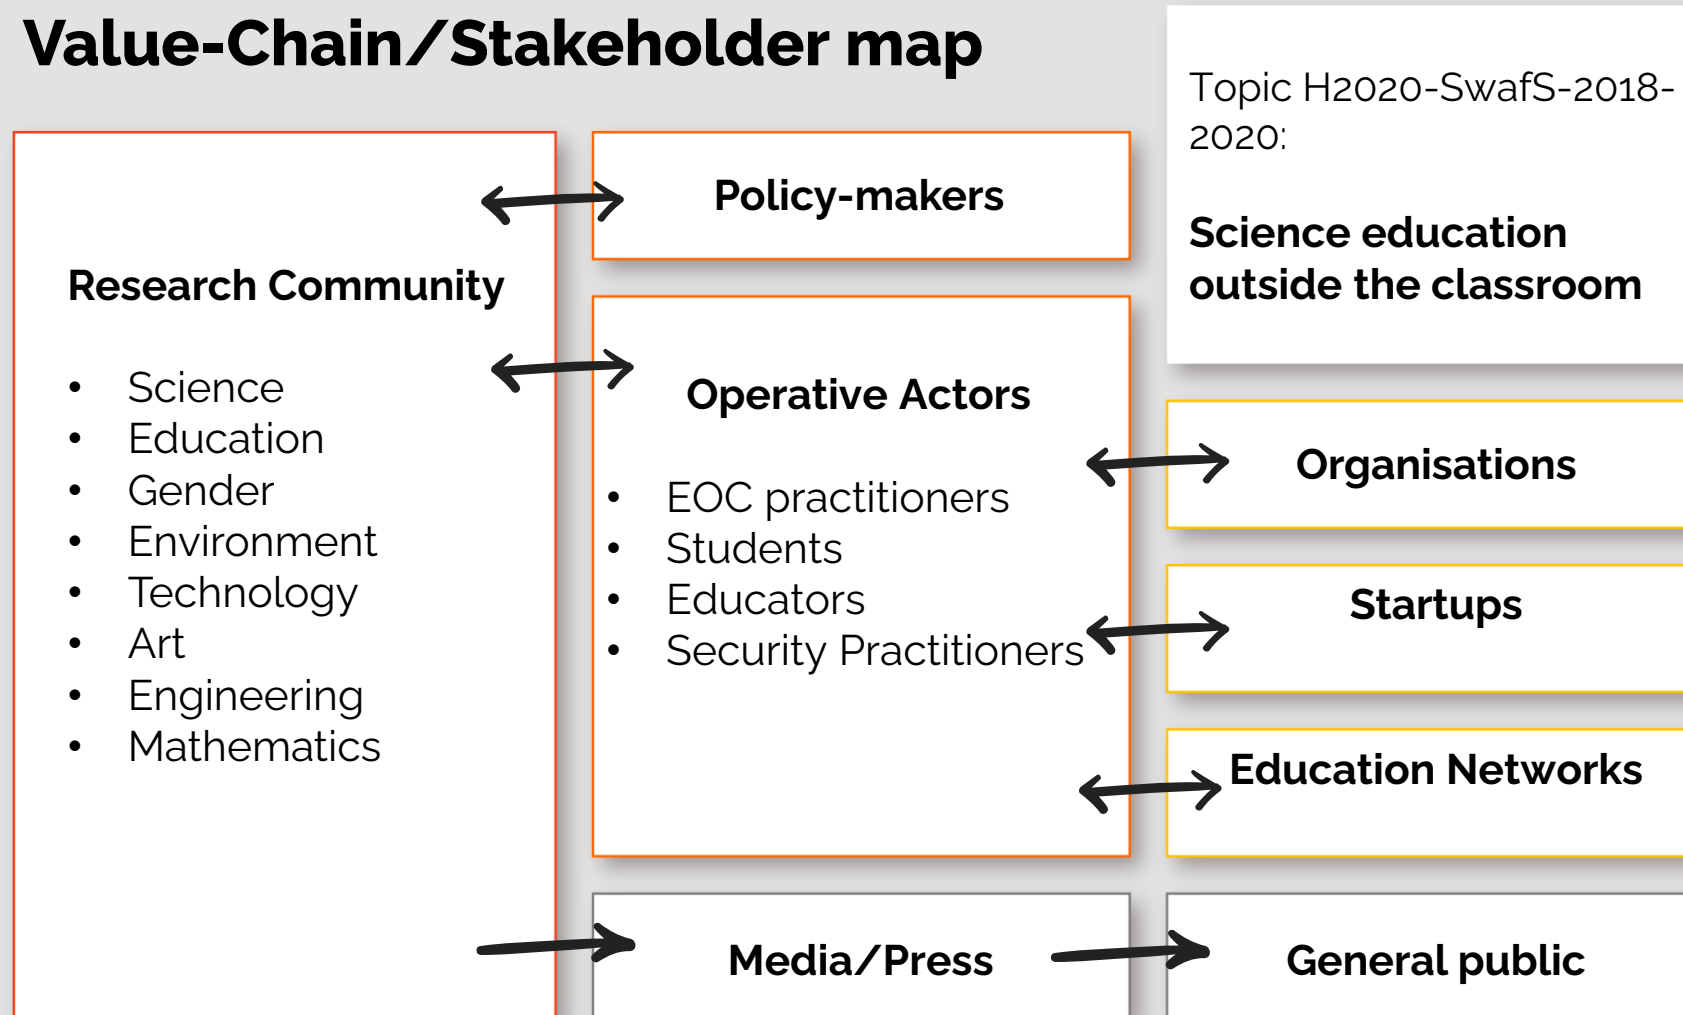 Value-Chain/Stakeholder map
Topic H2020-SwafS-2018-
2020:
Science education
outside the classroom
Research Community
• Science
• Education
• Gender
• Environment
• Technology
• Art
• Engineering
• Mathematics
Policy-makers
Operative Actors
• EOC practitioners
• Students
• Educators
• Security Practitioners
Organisations
Startups
Education Networks
Media/Press
General public